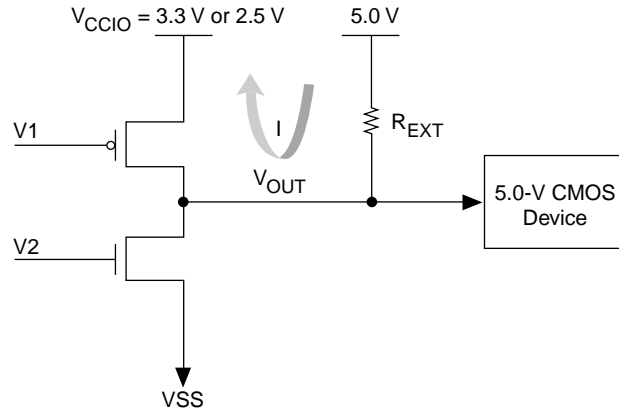 VCCIO = 3.3 V or 2.5 V
5.0 V
V1
I
REXT
VOUT
5.0-V CMOS
Device
V2
VSS